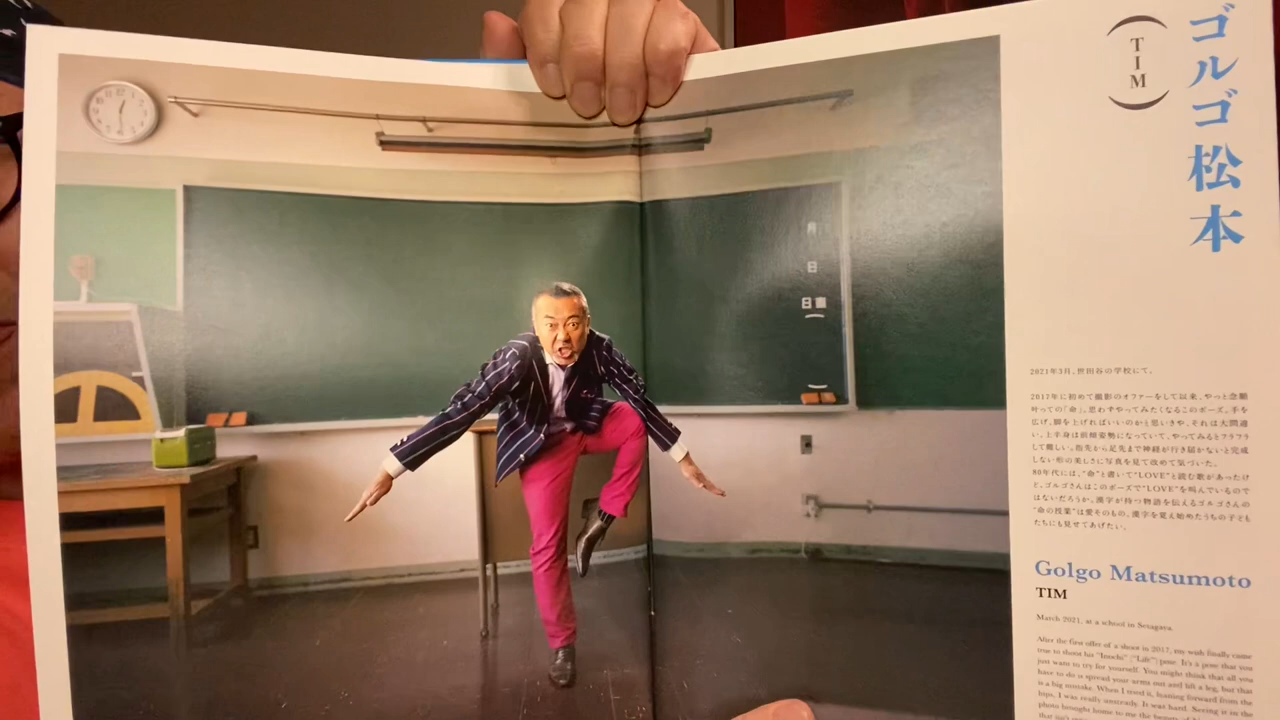 ゴルゴ松本
（TIM）
2021年3月、世田谷の学校にて。
2017年に初めて撮影のオファーをして以来、やっと念願
叶っての「命」。思わずやってみたくなるこのポーズ。手を
広げ、脚を上げればいいのかと思いきや、それは大間違
い。上半身は前傾姿勢になっていて、やってみるとフラフラ
して難しい。指先から足先まで神経が行き届かないと完成
しない形の美しさに写真を見て改めて気づいた。
80年代には、“命”と書いて“LOVE”と読む歌があったけ
ど、ゴルゴさんはこのポーズで“LOVE”を叫んでいるので
はないだろうか。漢字が持つ物語を伝えるゴルゴさんの
“命の授業”は愛そのもの。漢字を覚え始めたうちの子ども
たちにも見せてあげたい。
Golgo Matsumoto
TIM
March 2021, at a school in Setagaya.
After the first offer of a shoot in 2017, my wish finally came
true to shoot his “Inochi” (“Life”) pose. It's a pose that you
just want to try for yourself. You might think that all you
have to do is spread your arms out and lift a leg, but that
is a big mistake. When I tried it, leaning forward from the
hips, I was really unsteady. It was hard. Seeing it in the
photo brought home to me the beauty
月
日
日直
12